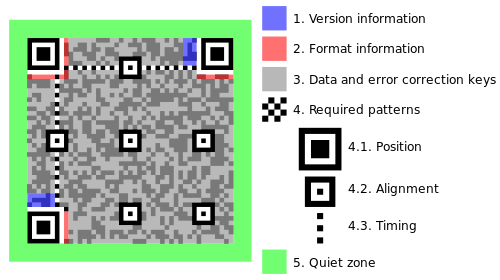 1. Version information
2. Format information
3. Data and error correction keys
4. Required patterns
4.1. Position
4.2. Alignment
4.3. Timing
5. Quiet zone